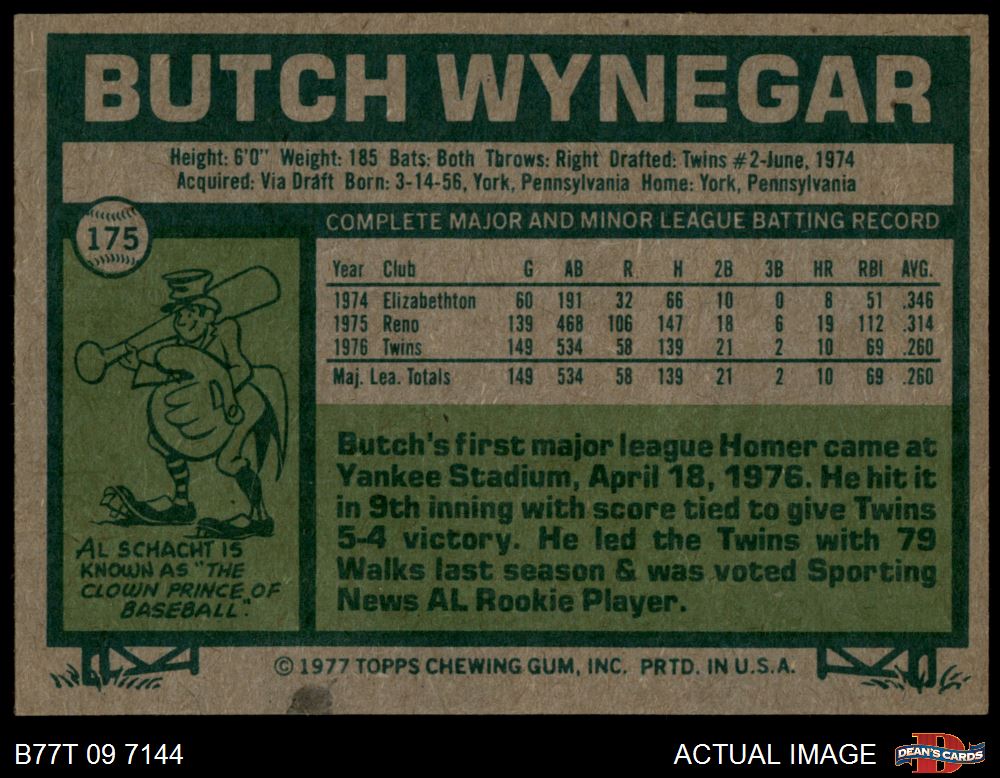 BUTCH WYNEGAR
Height: 6'0" Weight: 185 Bats: Both Throws: Right Drafted: Twins #2-June, 1974
Acquired: Via Draft Born: 3-14-56, York, Pennsylvania Home: York, Pennsylvania
175
COMPLETE MAJOR AND MINOR LEAGUE BATTING RECORD
Year Club G AB R H 2B 3B HR RBI AVG.
1974 Elizabethton 60 191 32 66 10 0 8 51 .346
1975 Reno 139 468 106 147 18 6 19 112 .314
1976 Twins 149 534 58 139 21 2 10 69 .260
Maj. Lea. Totals 149 534 58 139 21 2 10 69 .260
AL SCHACHT IS
KNOWN AS "THE
CLOWN PRINCE OF
BASEBALL".
Butch's first major league Homer came at
Yankee Stadium, April 18, 1976. He hit it
in 9th inning with score tied to give Twins
5-4 victory. He led the Twins with 79
Walks last season & was voted Sporting
News AL Rookie Player.
© 1977 TOPPS CHEWING GUM, INC. PRTD. IN U.S.A.
B77T 09 7144
ACTUAL IMAGE
DEAN'S CARDS